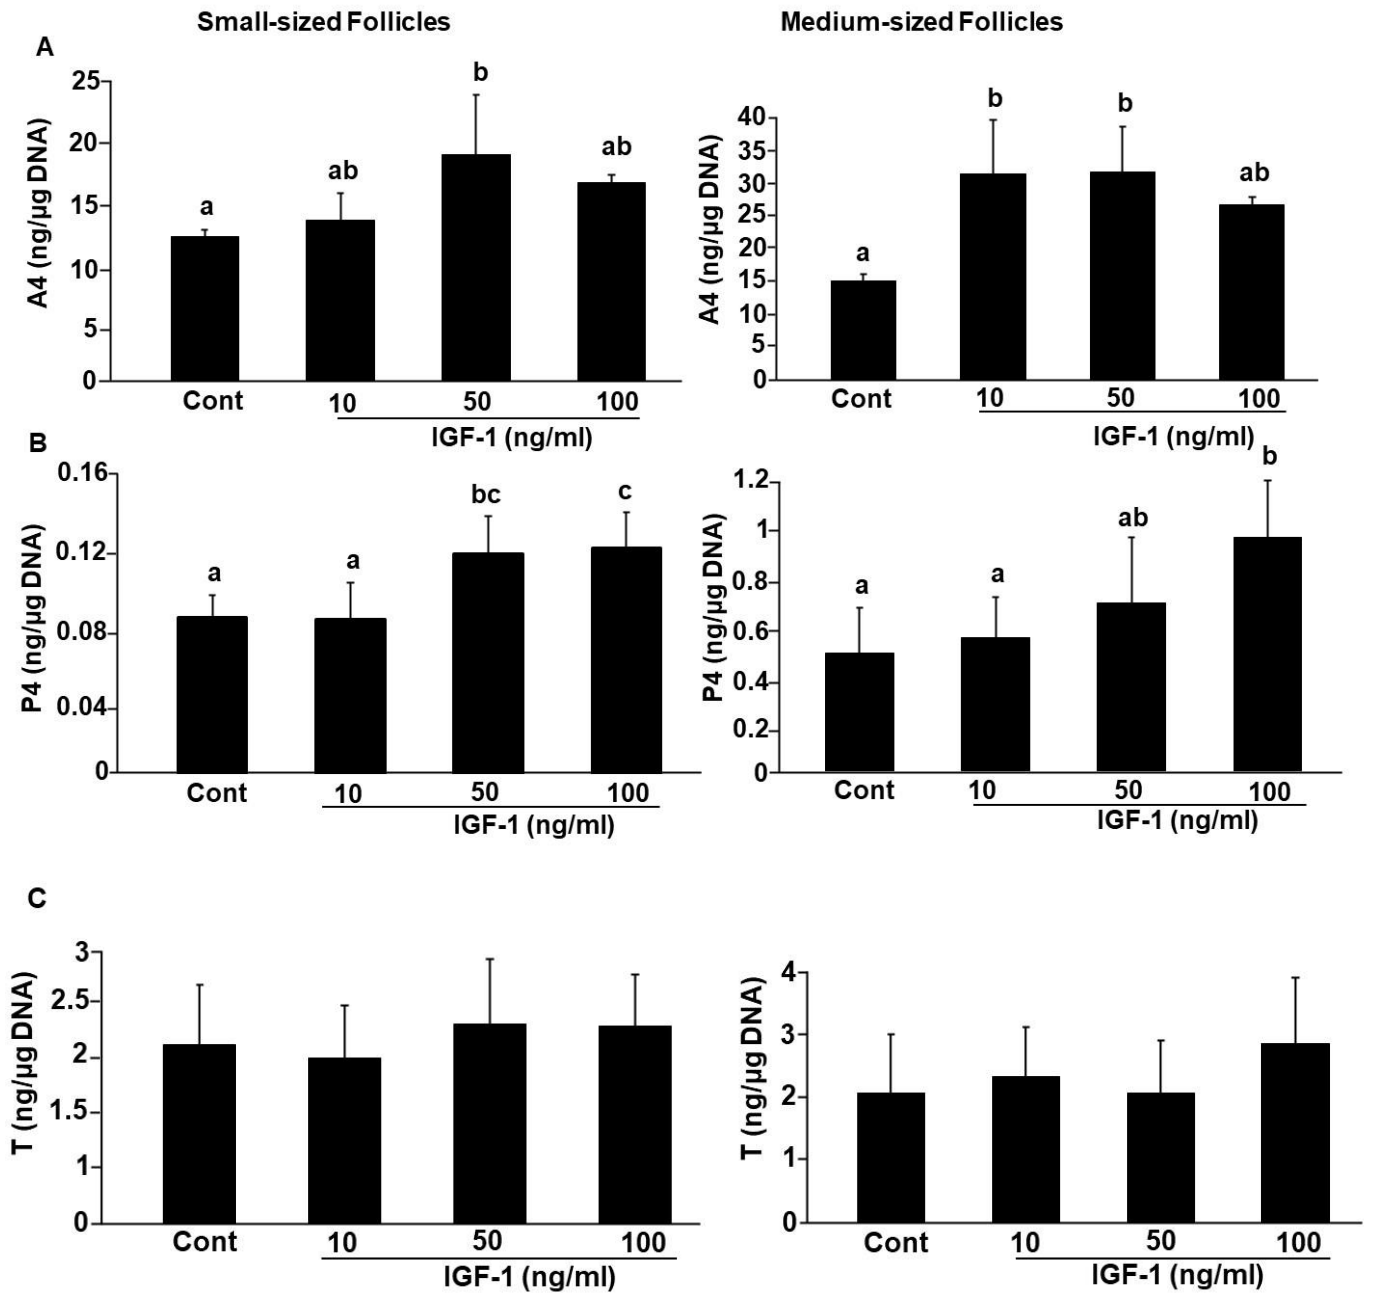 Small-sized Follicles
Medium-sized Follicles
A
A4 (ng/µg DNA)
25
20
15
10
5
0
a
ab
b
ab
Cont
10
50
100
IGF-1 (ng/ml)
A4 (ng/µg DNA)
40
35
30
25
20
15
10
5
0
a
b
b
ab
Cont
10
50
100
IGF-1 (ng/ml)
B
P4 (ng/µg DNA)
0.16
0.12
0.08
0.04
0
a
a
bc
c
Cont
10
50
100
IGF-1 (ng/ml)
P4 (ng/µg DNA)
1.2
1
0.8
0.6
0.4
0.2
0
a
a
ab
b
Cont
10
50
100
IGF-1 (ng/ml)
C
T (ng/µg DNA)
3
2.5
2
1.5
1
0
Cont
10
50
100
IGF-1 (ng/ml)
T (ng/µg DNA)
4
3
2
1
0
Cont
10
50
100
IGF-1 (ng/ml)